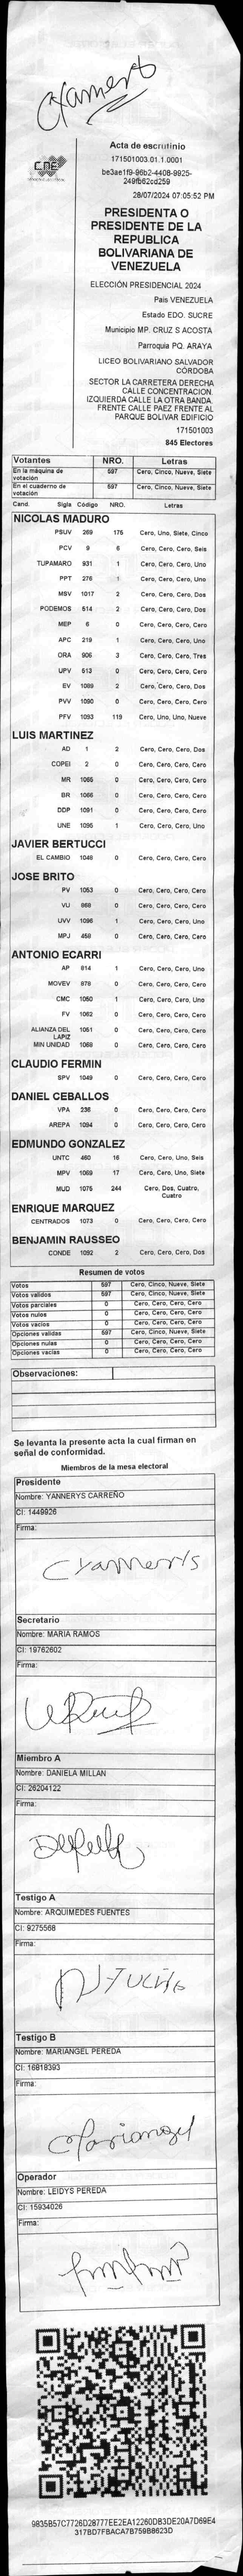 CNE
Acta de escrutinio
171501003.01.1.0001
be3ae1f9-96b2-4408-9925-
249fb62cd259
28/07/2024 07:05:52 PM
PRESIDENTA O
PRESIDENTE DE LA
REPUBLICA
BOLIVARIANA DE
VENEZUELA
ELECCIÓN PRESIDENCIAL 2024
Pais VENEZUELA
Estado EDO. SUCRE
Municipio MP. CRUZ S ACOSTA
Parroquia PQ. ARAYA
LICEO BOLIVARIANO SALVADOR
CÓRDOBA
SECTOR LA CARRETERA DERECHA
CALLE CONCENTRACION.
IZQUIERDA CALLE LA OTRA BANDA
FRENTE CALLE PAEZ FRENTE AL
PARQUE BOLIVAR EDIFICIO
171501003
845 Electores
Votantes NRO. Letras
En la máquina de votación 597 Cero, Cinco, Nueve, Siete
En el cuaderno de votación 597 Cero, Cinco, Nueve, Siete
Cand. Sigla Código NRO. Letras
NICOLAS MADURO
PSUV 269 175 Cero, Uno, Siete, Cinco
PCV 9 6 Cero, Cero, Cero, Seis
TUPAMARO 931 1 Cero, Cero, Cero, Uno
PPT 276 1 Cero, Cero, Cero, Uno
MSV 1017 2 Cero, Cero, Cero, Dos
PODEMOS 514 2 Cero, Cero, Cero, Dos
MEP 6 0 Cero, Cero, Cero, Cero
APC 219 1 Cero, Cero, Cero, Uno
ORA 906 3 Cero, Cero, Cero, Tres
UPV 513 0 Cero, Cero, Cero, Cero
EV 1089 2 Cero, Cero, Cero, Dos
PVV 1090 0 Cero, Cero, Cero, Cero
PFV 1093 119 Cero, Uno, Uno, Nueve
LUIS MARTINEZ
AD 1 2 Cero, Cero, Cero, Dos
COPEI 2 0 Cero, Cero, Cero, Cero
MR 1065 0 Cero, Cero, Cero, Cero
BR 1066 0 Cero, Cero, Cero, Cero
DDP 1091 0 Cero, Cero, Cero, Cero
UNE 1095 1 Cero, Cero, Cero, Uno
JAVIER BERTUCCI
EL CAMBIO 1048 0 Cero, Cero, Cero, Cero
JOSE BRITO
PV 1053 0 Cero, Cero, Cero, Cero
VU 868 0 Cero, Cero, Cero, Cero
UVV 1096 1 Cero, Cero, Cero, Uno
MPJ 458 0 Cero, Cero, Cero, Cero
ANTONIO ECARRI
AP 814 1 Cero, Cero, Cero, Uno
MOVEV 878 0 Cero, Cero, Cero, Cero
CMC 1050 1 Cero, Cero, Cero, Uno
FV 1062 0 Cero, Cero, Cero, Cero
ALIANZA DEL LAPIZ 1051 0 Cero, Cero, Cero, Cero
MIN UNIDAD 1068 0 Cero, Cero, Cero, Cero
CLAUDIO FERMIN
SPV 1049 0 Cero, Cero, Cero, Cero
DANIEL CEBALLOS
VPA 236 0 Cero, Cero, Cero, Cero
AREPA 1094 0 Cero, Cero, Cero, Cero
EDMUNDO GONZALEZ
UNTC 460 16 Cero, Cero, Uno, Seis
MPV 1069 17 Cero, Cero, Uno, Siete
MUD 1075 244 Cero, Dos, Cuatro, Cuatro
ENRIQUE MARQUEZ
CENTRADOS 1073 0 Cero, Cero, Cero, Cero
BENJAMIN RAUSSEO
CONDE 1092 2 Cero, Cero, Cero, Dos
Resumen de votos
Votos 597 Cero, Cinco, Nueve, Siete
Votos validos 597 Cero, Cinco, Nueve, Siete
Votos parciales 0 Cero, Cero, Cero, Cero
Votos nulos 0 Cero, Cero, Cero, Cero
Votos vacios 0 Cero, Cero, Cero, Cero
Opciones validas 597 Cero, Cinco, Nueve, Siete
Opciones nulas 0 Cero, Cero, Cero, Cero
Opciones vacias 0 Cero, Cero, Cero, Cero
Observaciones:
Se levanta la presente acta la cual firman en
señal de conformidad.
Miembros de la mesa electoral
Presidente
Nombre: YANNERYS CARREÑO
CI: 1449926
Firma:
Secretario
Nombre: MARIA RAMOS
CI: 19762602
Firma:
Miembro A
Nombre: DANIELA MILLAN
CI: 26204122
Firma:
Testigo A
Nombre: ARQUIMEDES FUENTES
CI: 9275568
Firma:
Testigo B
Nombre: MARIANGEL PEREDA
CI: 16818393
Firma:
Mariangel
Operador
Nombre: LEIDYS PEREDA
CI: 15934026
Firma:
9835B57C7726D28777EE2EA12260DB3DE20A7D69E4
317BD7FBACA7B759B8623D